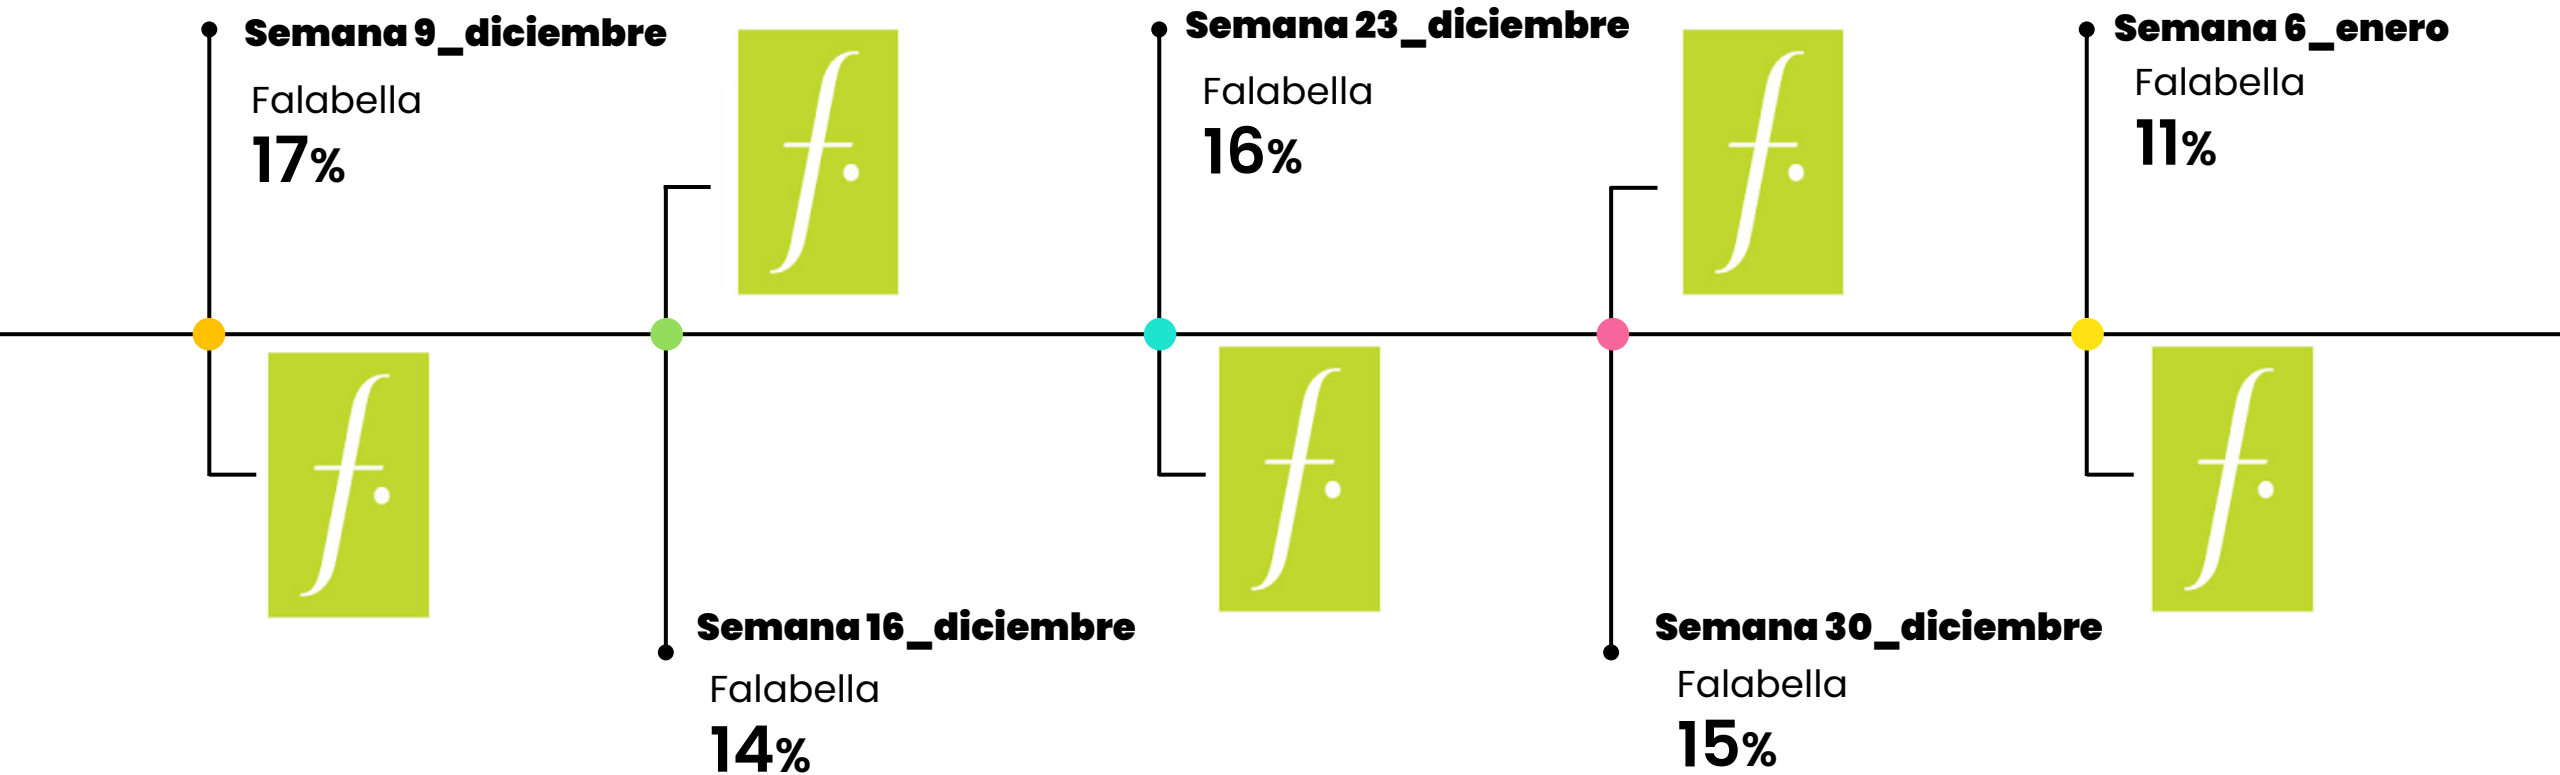 Semana 9_diciembre
Falabella
17%
f.
Semana 16_diciembre
Falabella
14%
f.
Semana 23_diciembre
Falabella
16%
f.
Semana 30_diciembre
Falabella
15%
f.
Semana 6_enero
Falabella
11%
f.